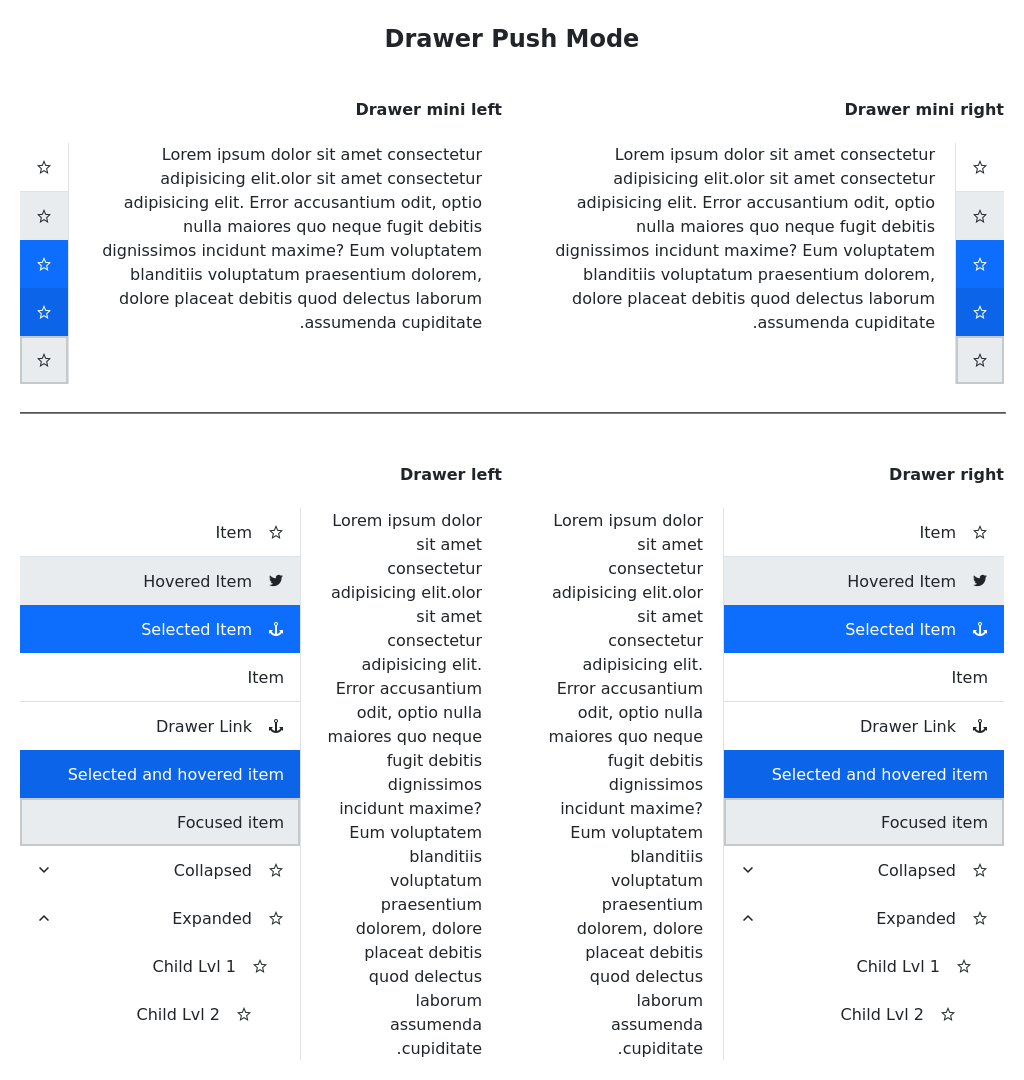 Drawer Push Mode
Drawer mini right
Lorem ipsum dolor sit amet consectetur
adipisicing elit.olor sit amet consectetur
adipisicing elit. Error accusantium odit, optio
nulla maiores quo neque fugit debitis
dignissimos incidunt maxime? Eum voluptatem
blanditiis voluptatum praesentium dolorem,
dolore placeat debitis quod delectus laborum
.assumenda cupiditate
Drawer mini left
Lorem ipsum dolor sit amet consectetur
adipisicing elit.olor sit amet consectetur
adipisicing elit. Error accusantium odit, optio
nulla maiores quo neque fugit debitis
dignissimos incidunt maxime? Eum voluptatem
blanditiis voluptatum praesentium dolorem,
dolore placeat debitis quod delectus laborum
.assumenda cupiditate
Drawer right
Item
Hovered Item
Selected Item
Item
Drawer Link
Selected and hovered item
Focused item
Collapsed
Expanded
Child Lvl 1
Child Lvl 2
Lorem ipsum dolor
sit amet
consectetur
adipisicing elit.olor
sit amet
consectetur
adipisicing elit.
Error accusantium
odit, optio nulla
maiores quo neque
fugit debitis
dignissimos
incidunt maxime?
Eum voluptatem
blanditiis
voluptatum
praesentium
dolorem, dolore
placeat debitis
quod delectus
laborum
assumenda
.cupiditate
Drawer left
Lorem ipsum dolor
sit amet
consectetur
adipisicing elit.olor
sit amet
consectetur
adipisicing elit.
Error accusantium
odit, optio nulla
maiores quo neque
fugit debitis
dignissimos
incidunt maxime?
Eum voluptatem
blanditiis
voluptatum
praesentium
dolorem, dolore
placeat debitis
quod delectus
laborum
assumenda
.cupiditate
Item
Hovered Item
Selected Item
Item
Drawer Link
Selected and hovered item
Focused item
Collapsed
Expanded
Child Lvl 1
Child Lvl 2